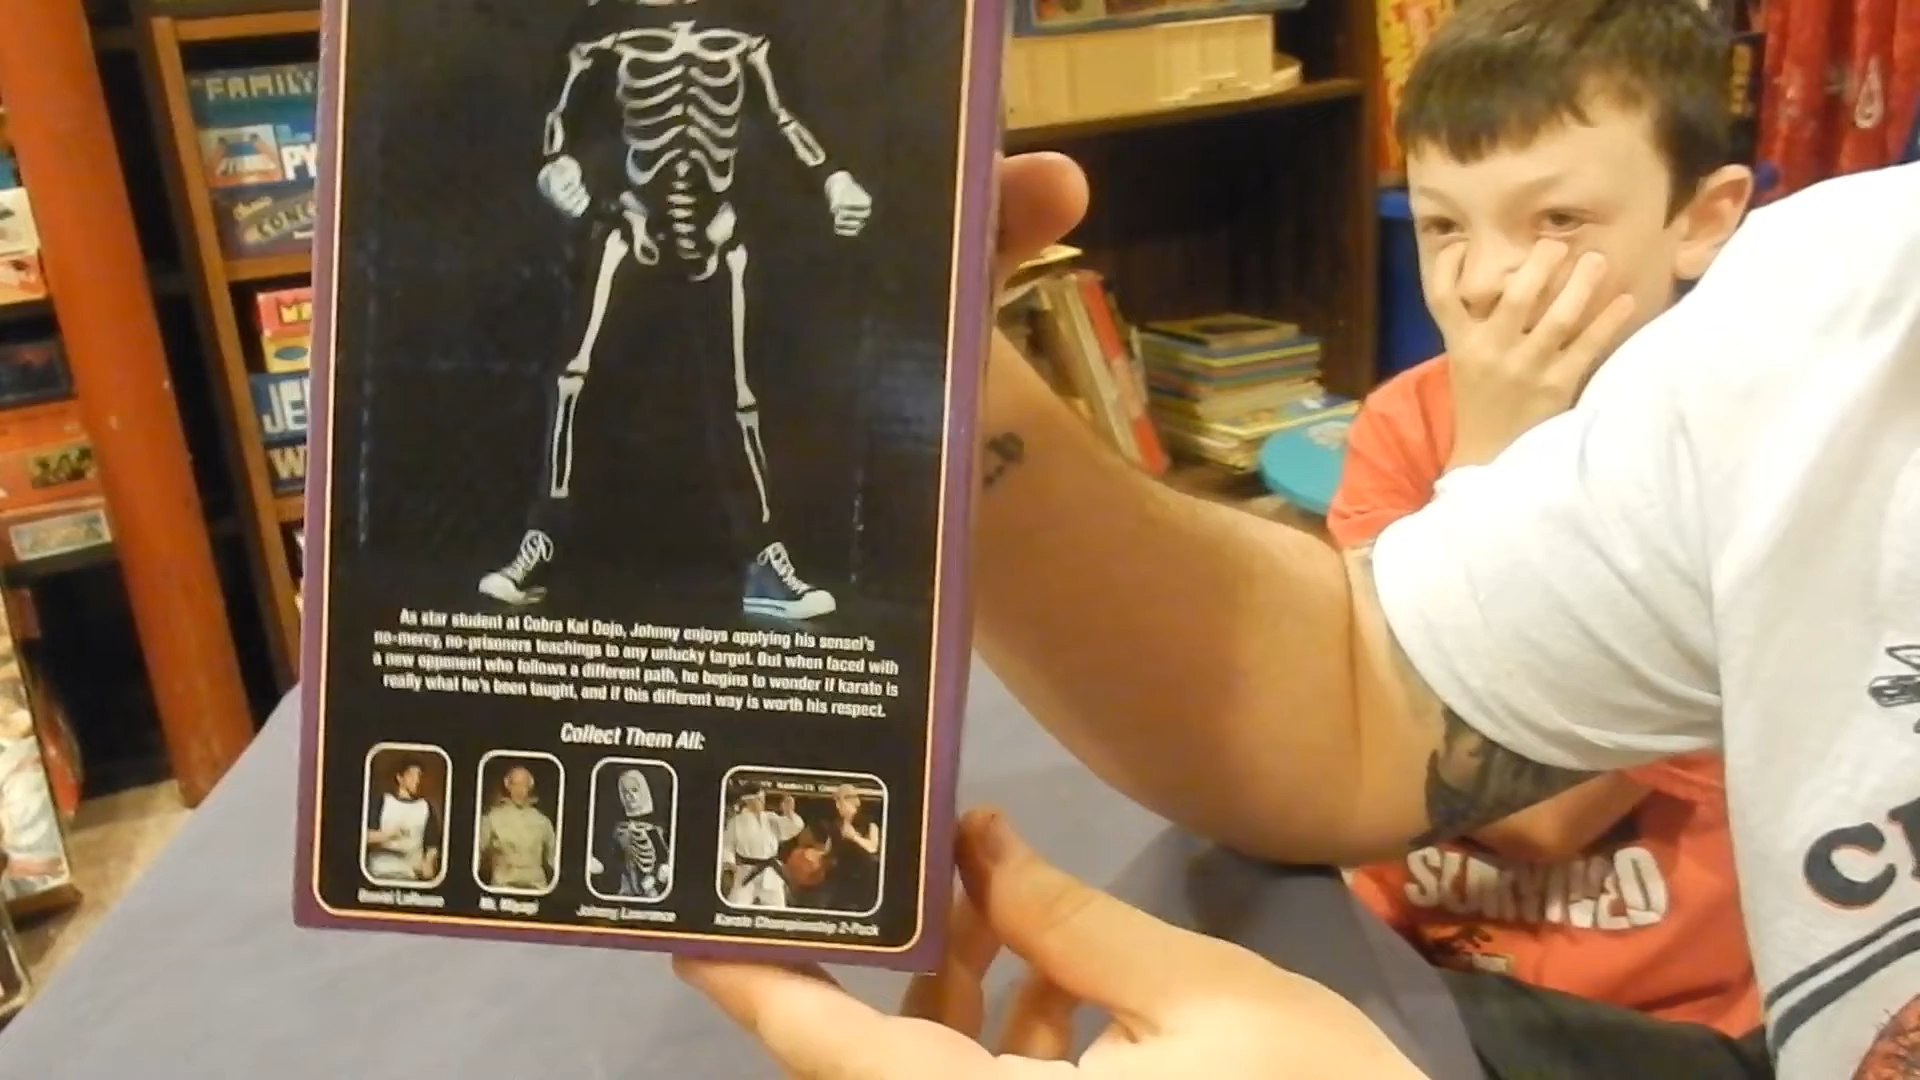 FAMILY
PY
JE
W
As star student at Cobra Kai Dojo, Johnny enjoys applying his sensei's
no-mercy, no-prisoners teachings to any unlucky target. But when faced with
a new opponent who follows a different path, he begins to wonder if karate is
really what he's been taught, and if this different way is worth his respect.
Collect Them All:
Daniel LaRusso
Mr. Miyagi
Johnny Lawrence
Karate Championship 2-Pack
SURVIVED